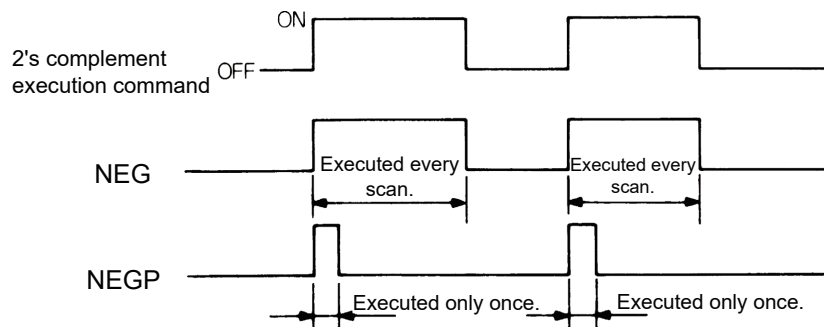 ON
2's complement
execution command
OFF
NEG
Executed every
scan.
Executed every
scan.
NEGP
Executed only once.
Executed only once.